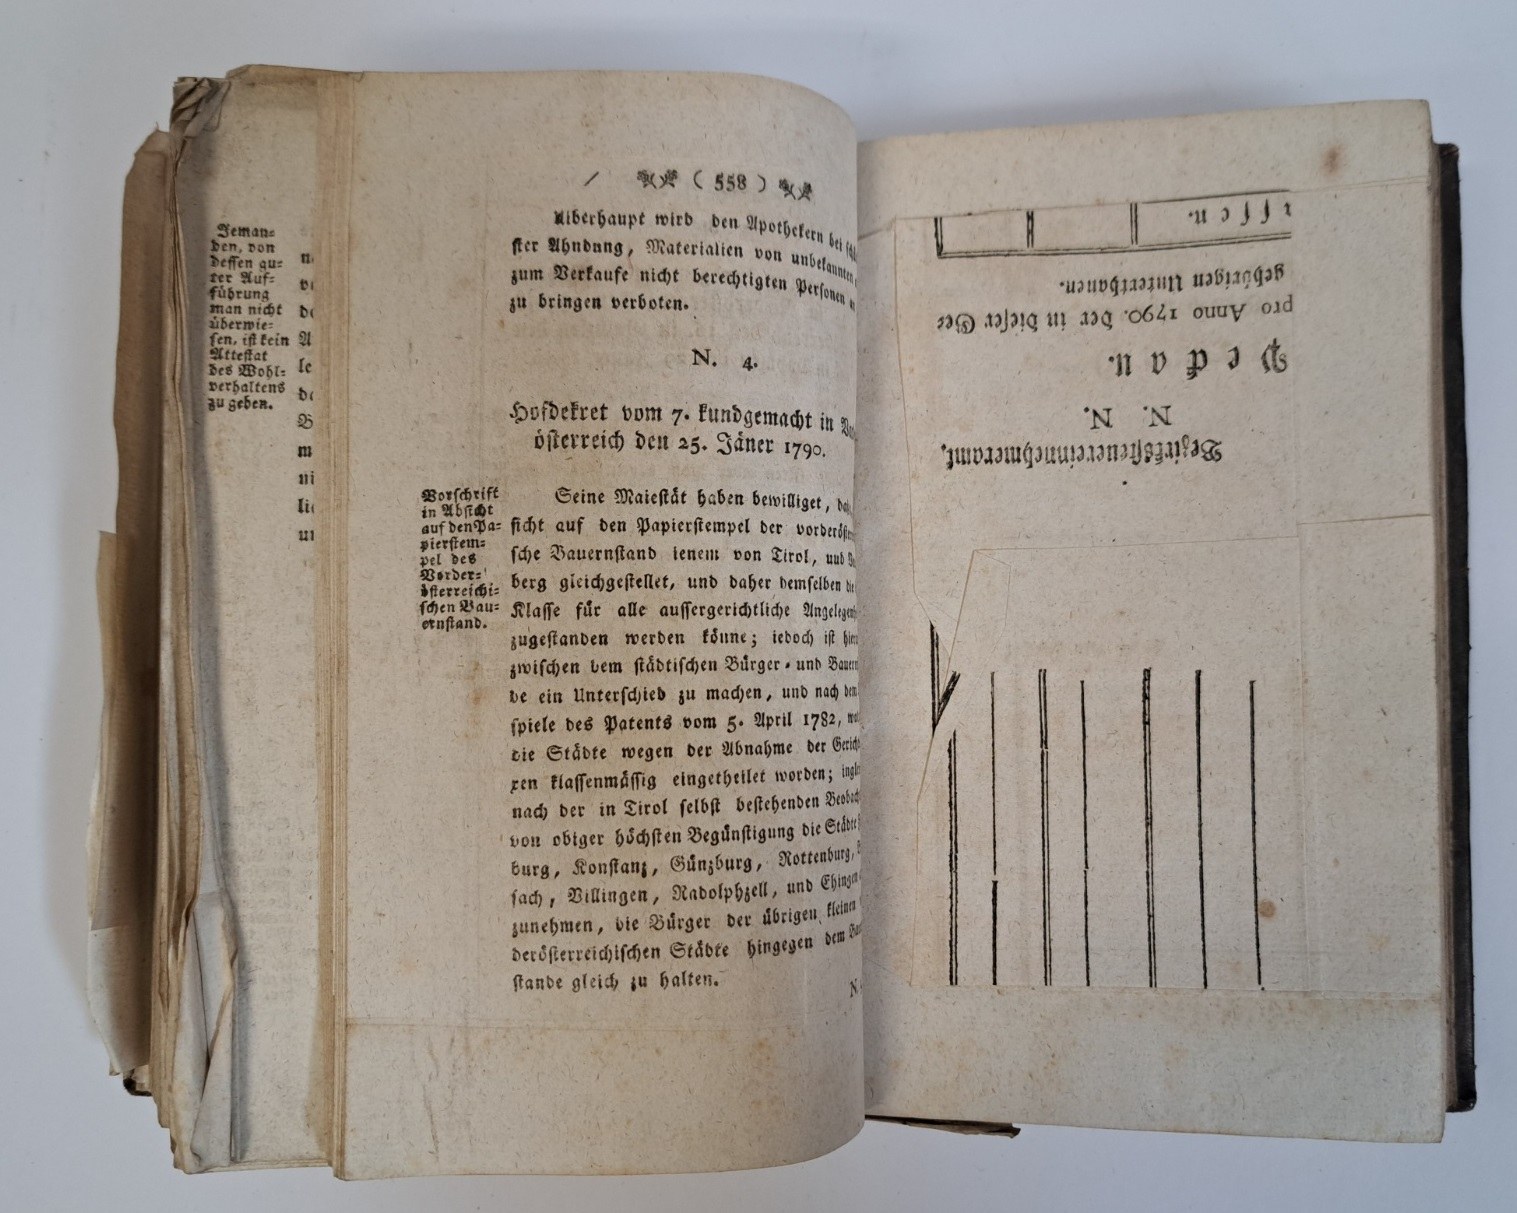 Jeman-
den, von
dessen gu-
ter Auf-
führung
man nicht
überwie-
sen, ist kein
Attestat
des Wohl-
verhaltens
zu geben.
( 558 )
Uiberhaupt wird den Apothekern bei
ster Ahndung, Materialien von unbekannten,
zum Verkaufe nicht berechtigten Personen
zu bringen verboten.
N. 4.
Hofdekret vom 7. kundgemacht in
österreich den 25. Jäner 1790.
Vorschrift
in Absicht
auf den Pa-
pierstem-
pel des
Vorder-
österreichi-
schen Bau-
ernstand.
Seine Maiestät haben bewilliget,
sicht auf den Papierstempel der
sche Bauernstand ienem von Tirol, und
berg gleichgestellet, und daher demselben
Klasse für alle aussergerichtliche
zugestanden werden könne; iedoch ist
zwischen dem städtischen Bürger- und
de ein Unterschied zu machen, und nach dem
spiele des Patents vom 5. April 1782,
die Städte wegen der Abnahme der
ren klassenmässig eingetheilet worden;
nach der in Tirol selbst bestehenden
von obiger höchsten Begünstigung die Städte
burg, Konstanz, Günzburg, Rottenburg,
sach, Villingen, Radolphzell, und Ehingen
zunehmen, die Bürger der übrigen kleinen
derösterreichischen Städte hingegen dem
stande gleich zu halten.
Bezirkssteuereinnehmeramt,
N. N.
Pedau.
pro Anno 1790. der in dieser Ge-
gehörigen Unterthanen.